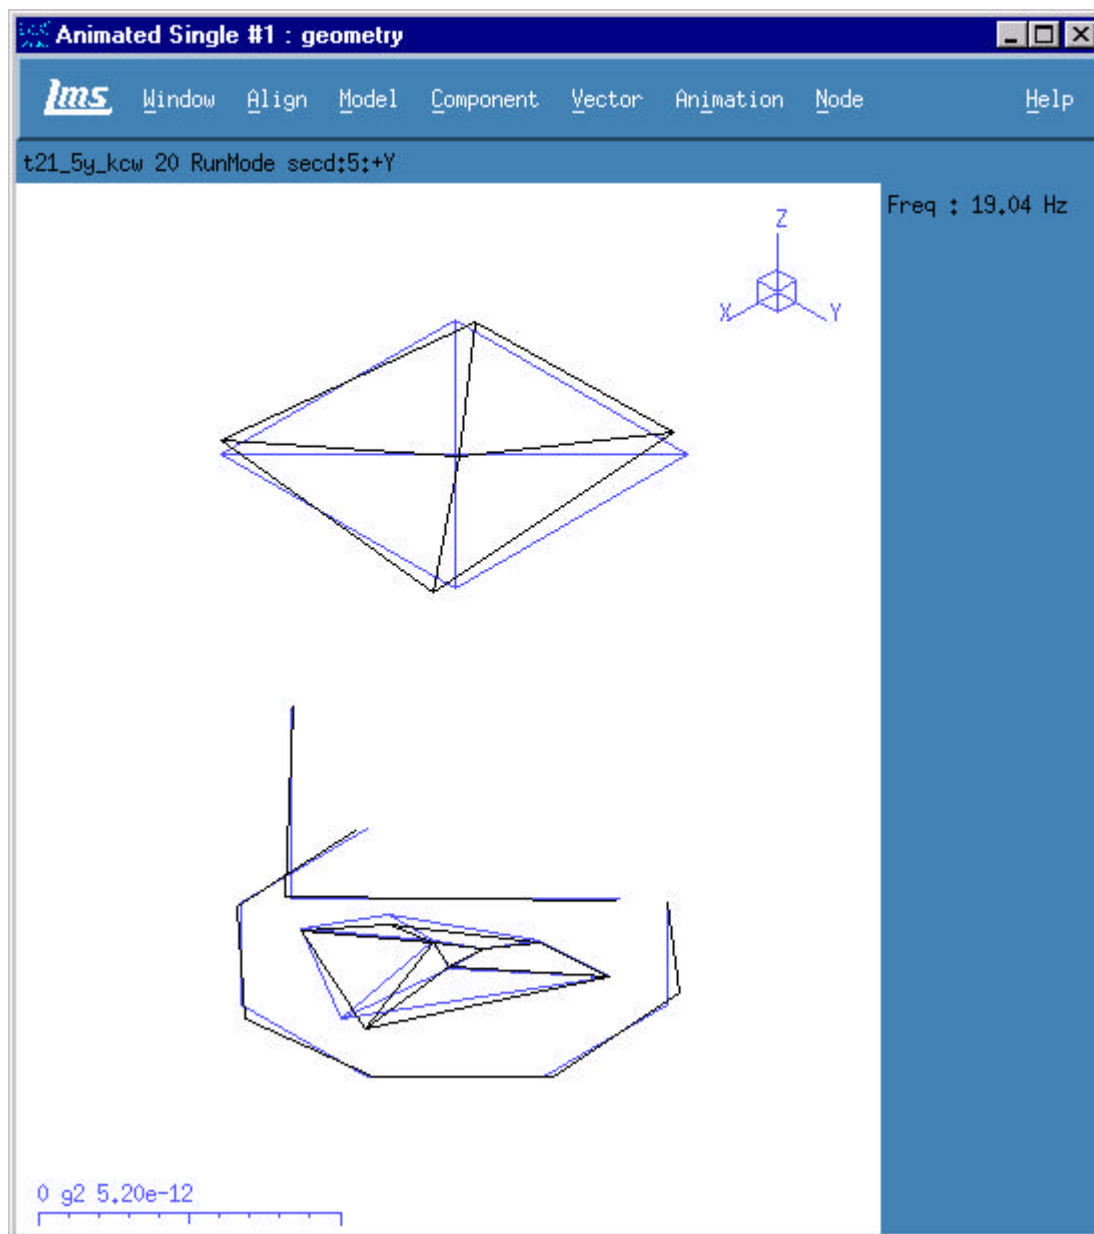 Animated Single #1 : geometry
lms Window Align Model Component Vector Animation Node Help
t21_5y_kcw 20 RunMode secd:5:+Y
Freq : 19.04 Hz
Z
X Y
0 g2 5.20e-12